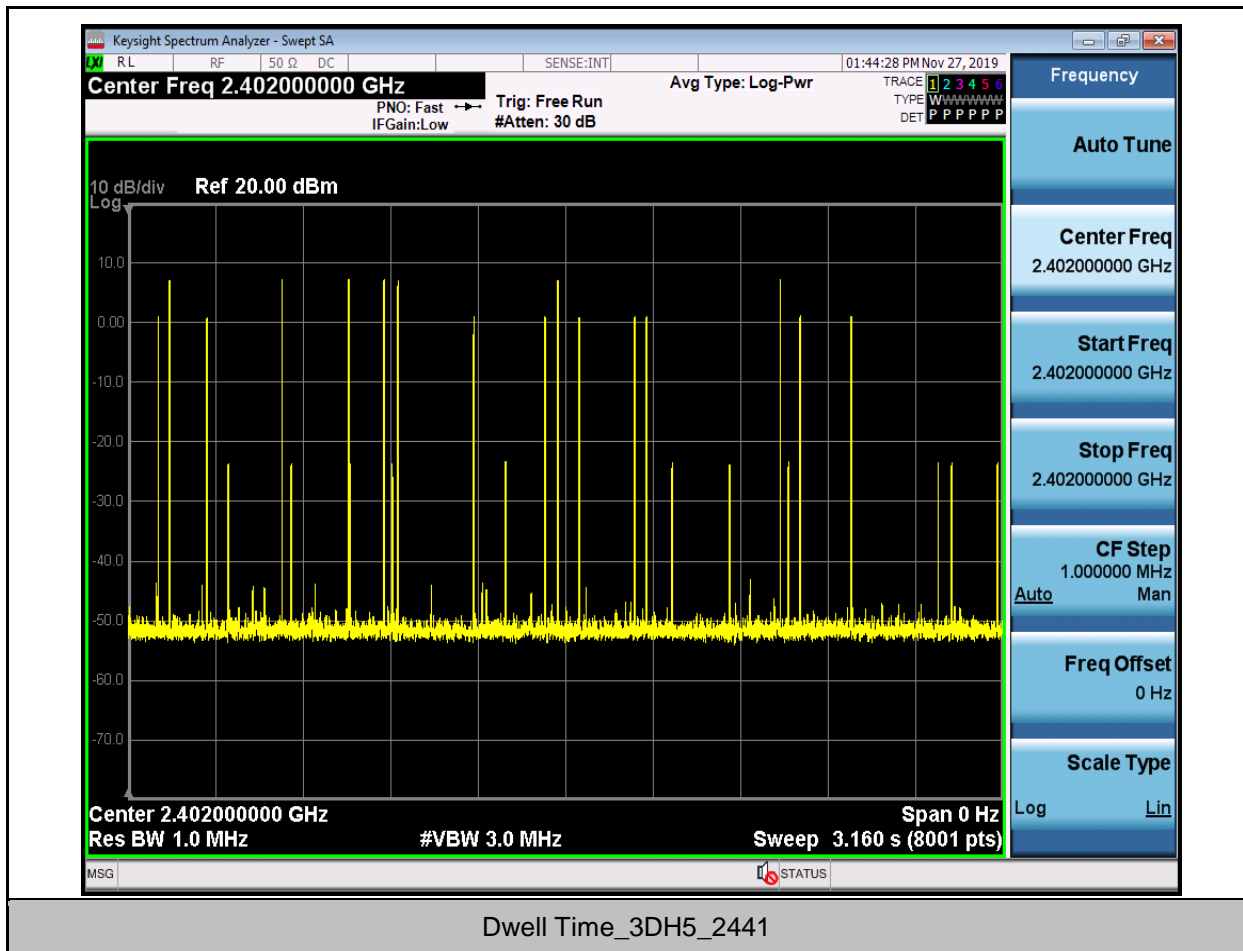 Keysight Spectrum Analyzer - Swept SA
LXI RL RF 50 Ω DC SENSE:INT 01:44:28 PM Nov 27, 2019
Center Freq 2.402000000 GHz
PNO: Fast
IFGain:Low
Trig: Free Run
#Atten: 30 dB
Avg Type: Log-Pwr
TRACE 1 2 3 4 5 6
TYPE WWWWWWW
DET P P P P P P
10 dB/div Ref 20.00 dBm
Log
10.0
0.00
-10.0
-20.0
-30.0
-40.0
-50.0
-60.0
-70.0
Center 2.402000000 GHz Span 0 Hz
Res BW 1.0 MHz #VBW 3.0 MHz Sweep 3.160 s (8001 pts)
MSG STATUS
Frequency
Auto Tune
Center Freq
2.402000000 GHz
Start Freq
2.402000000 GHz
Stop Freq
2.402000000 GHz
CF Step
1.000000 MHz
Auto Man
Freq Offset
0 Hz
Scale Type
Log Lin
Dwell Time_3DH5_2441